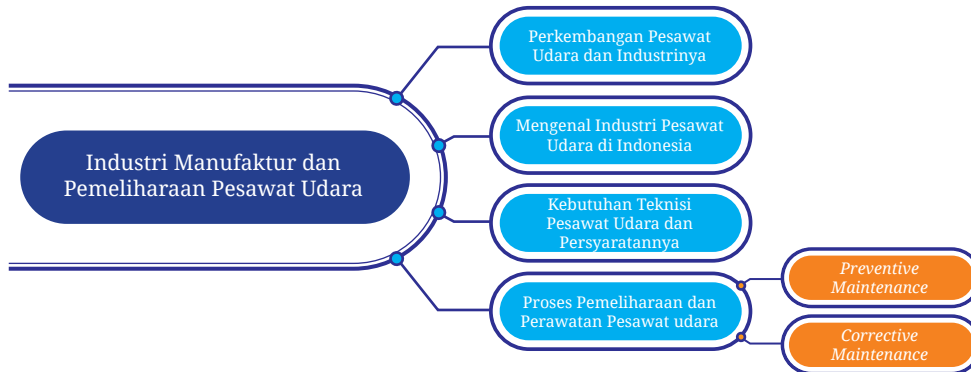 Industri Manufaktur dan
Pemeliharaan Pesawat Udara
Perkembangan Pesawat
Udara dan Industrinya
Mengenal Industri Pesawat
Udara di Indonesia
Kebutuhan Teknisi
Pesawat Udara dan
Persyaratannya
Proses Pemeliharaan dan
Perawatan Pesawat udara
Preventive
Maintenance
Corrective
Maintenance